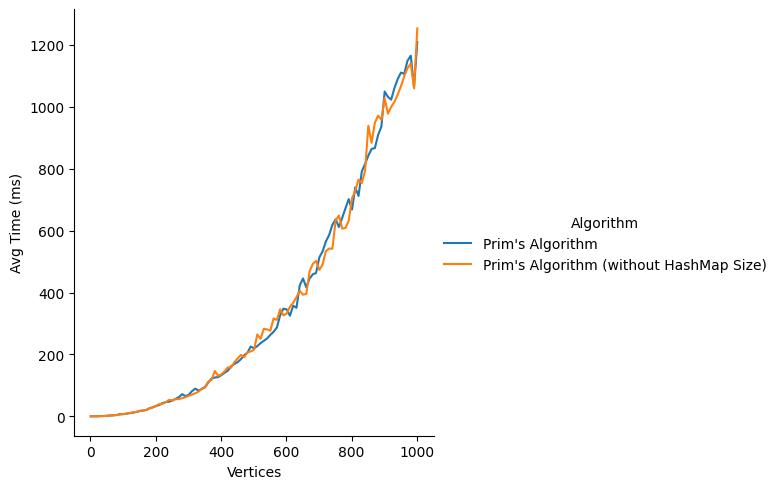 1200
1000
800
600
400
200
0
Avg Time (ms)
0 200 400 600 800 1000
Vertices
Algorithm
Prim's Algorithm
Prim's Algorithm (without HashMap Size)